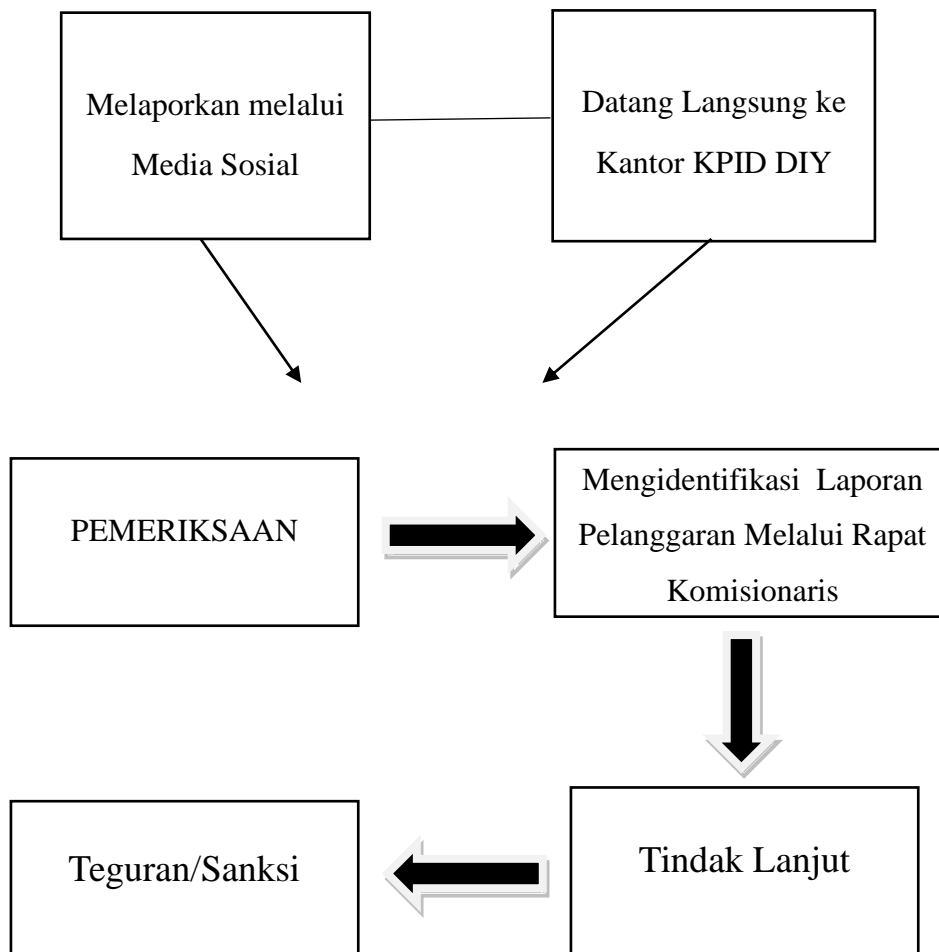 Melaporkan melalui
Media Sosial
Datang Langsung ke
Kantor KPID DIY
PEMERIKSAAN
Mengidentifikasi Laporan
Pelanggaran Melalui Rapat
Komisionaris
Teguran/Sanksi
Tindak Lanjut